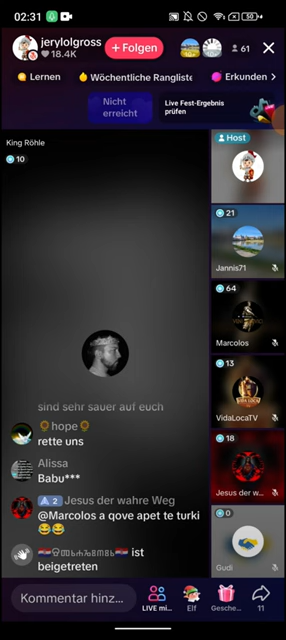 02:31
50
jerylolgross
18.4K
+ Folgen
61
Lernen
Wöchentliche Rangliste
Erkunden
Nicht
erreicht
Live Fest-Ergebnis
prüfen
King Röhle
10
Host
21
Jannis71
64
Marcolos
13
VIDA LOCA
VidaLocaTV
18
Jesus der w...
0
Gudi
sind sehr sauer auf euch
🌻hope🌻
rette uns
Alissa
Babu***
2 Jesus der wahre Weg
@Marcolos a qove apet te turki
😂😂
ist
beigetreten
Kommentar hinz...
LIVE mi...
Elf
Gesche...
11